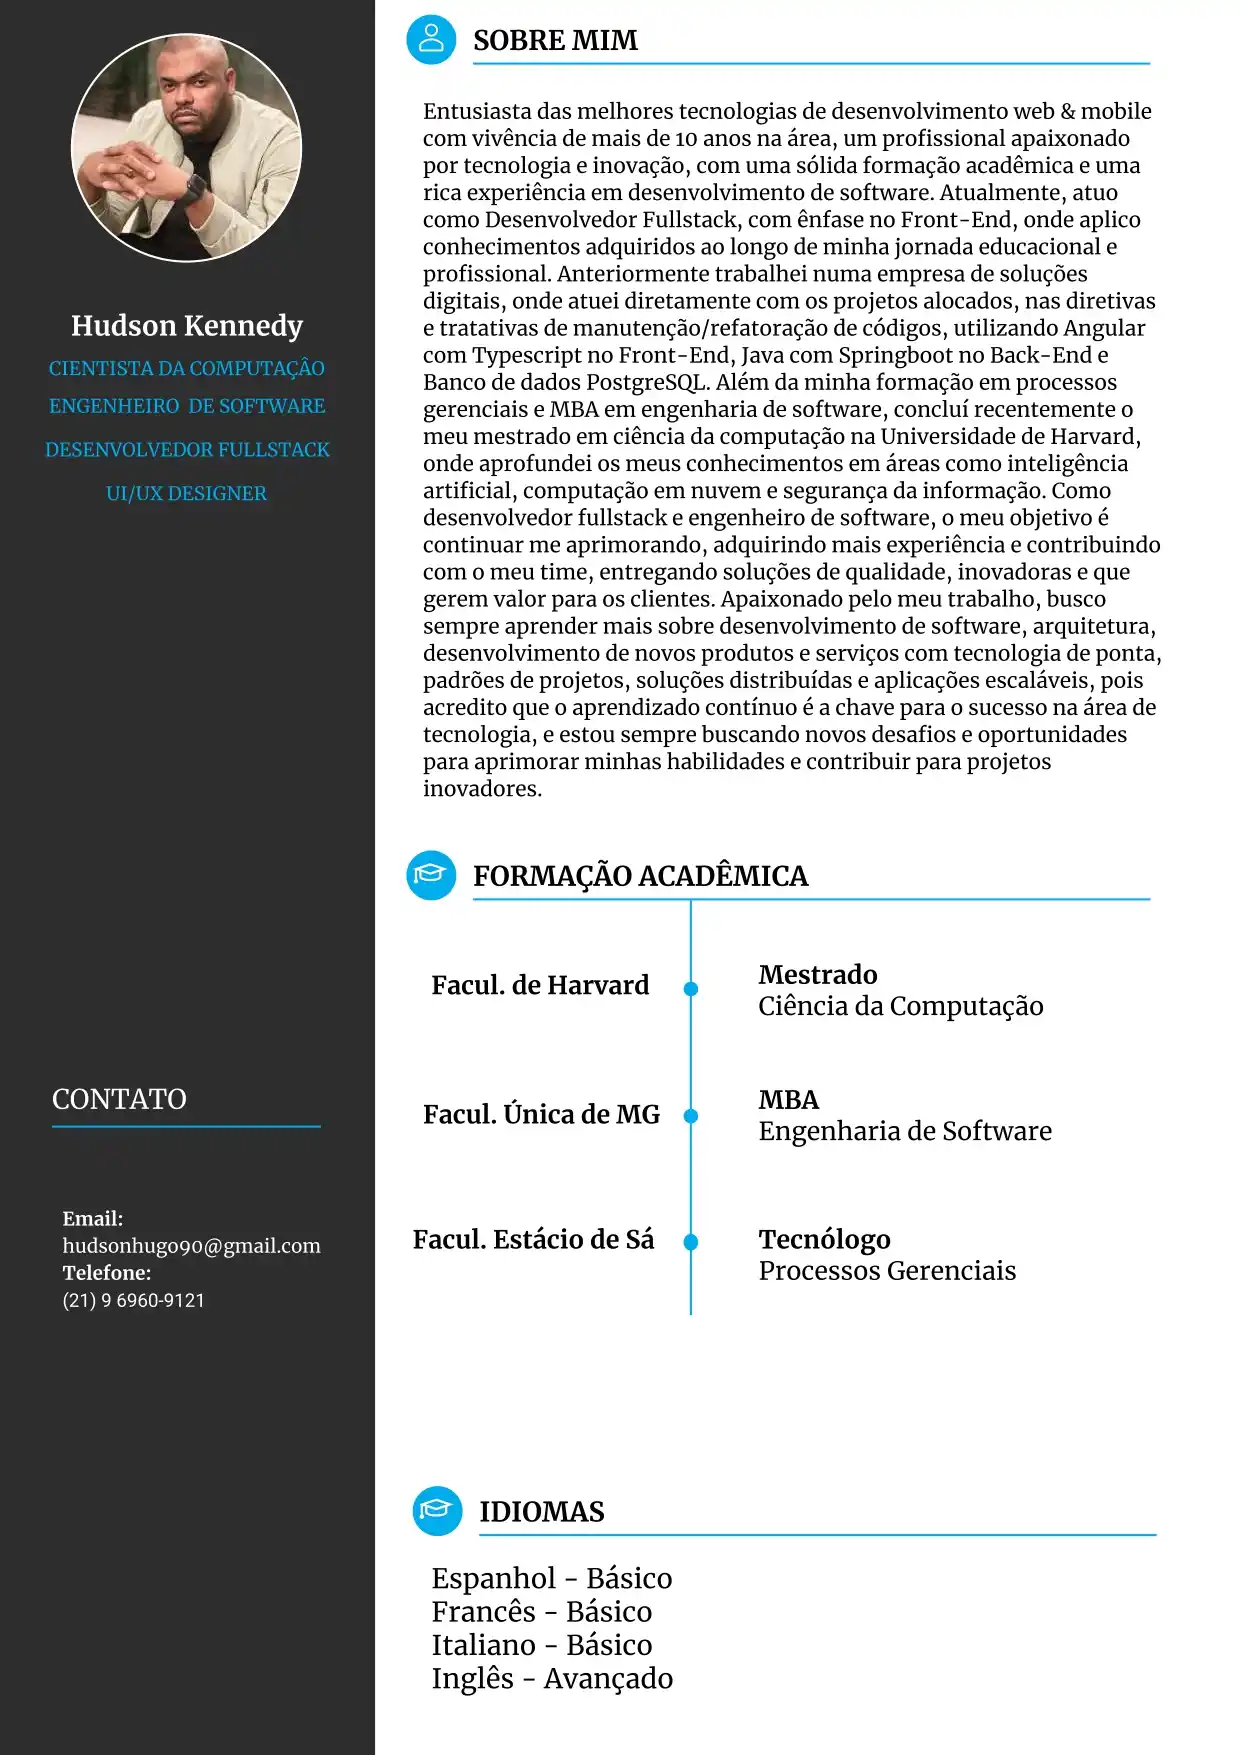 Hudson Kennedy
CIENTISTA DA COMPUTAÇÂO
ENGENHEIRO  DE SOFTWARE
DESENVOLVEDOR FULLSTACK
UI/UX DESIGNER
CONTATO
Email:
hudsonhugo90@gmail.com
Telefone:
(21) 9 6960-9121
SOBRE MIM
Entusiasta das melhores tecnologias de desenvolvimento web & mobile
com vivência de mais de 10 anos na área, um profissional apaixonado
por tecnologia e inovação, com uma sólida formação acadêmica e uma
rica experiência em desenvolvimento de software. Atualmente, atuo
como Desenvolvedor Fullstack, com ênfase no Front-End, onde aplico
conhecimentos adquiridos ao longo de minha jornada educacional e
profissional. Anteriormente trabalhei numa empresa de soluções
digitais, onde atuei diretamente com os projetos alocados, nas diretivas
e tratativas de manutenção/refatoração de códigos, utilizando Angular
com Typescript no Front-End, Java com Springboot no Back-End e
Banco de dados PostgreSQL. Além da minha formação em processos
gerenciais e MBA em engenharia de software, concluí recentemente o
meu mestrado em ciência da computação na Universidade de Harvard,
onde aprofundei os meus conhecimentos em áreas como inteligência
artificial, computação em nuvem e segurança da informação. Como
desenvolvedor fullstack e engenheiro de software, o meu objetivo é
continuar me aprimorando, adquirindo mais experiência e contribuindo
com o meu time, entregando soluções de qualidade, inovadoras e que
gerem valor para os clientes. Apaixonado pelo meu trabalho, busco
sempre aprender mais sobre desenvolvimento de software, arquitetura,
desenvolvimento de novos produtos e serviços com tecnologia de ponta,
padrões de projetos, soluções distribuídas e aplicações escaláveis, pois
acredito que o aprendizado contínuo é a chave para o sucesso na área de
tecnologia, e estou sempre buscando novos desafios e oportunidades
para aprimorar minhas habilidades e contribuir para projetos
inovadores.
FORMAÇÃO ACADÊMICA
Facul. de Harvard
Mestrado
Ciência da Computação
Facul. Única de MG
MBA
Engenharia de Software
Facul. Estácio de Sá
Tecnólogo
Processos Gerenciais
IDIOMAS
Espanhol - Básico
Francês - Básico
Italiano - Básico
Inglês - Avançado